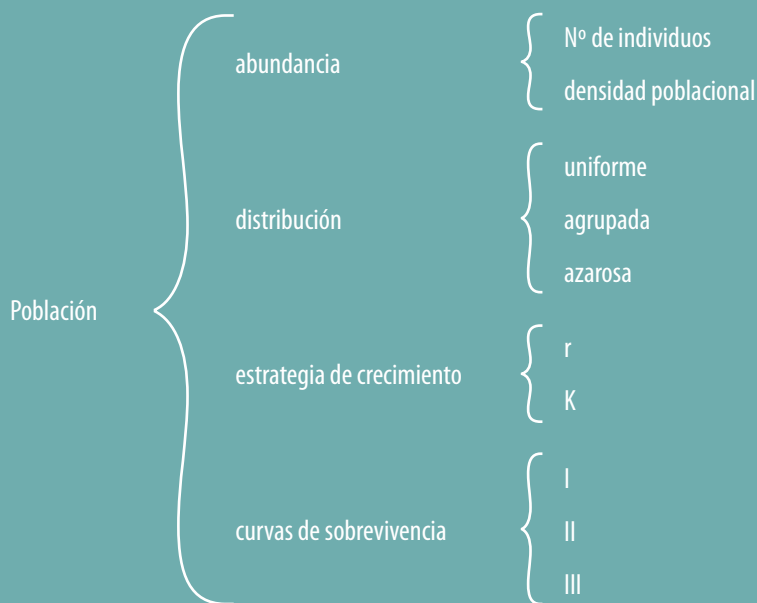 Población
abundancia
Nº de individuos
densidad poblacional
distribución
uniforme
agrupada
azarosa
estrategia de crecimiento
r
K
curvas de sobrevivencia
I
II
III